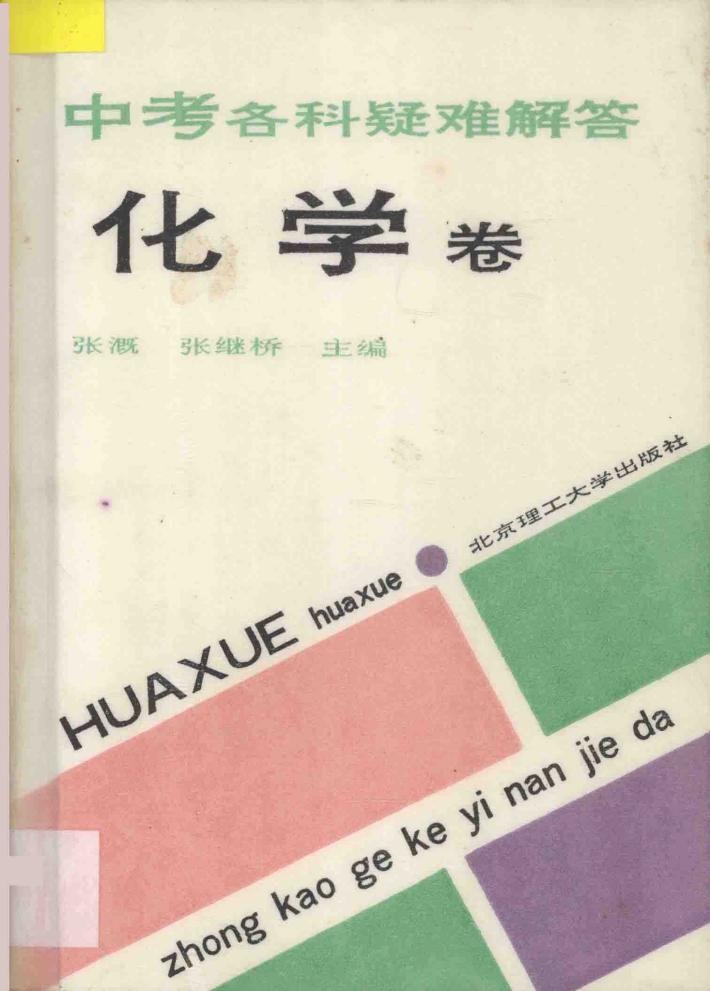 中考各科疑难解答
化学卷
张溉 张继桥 主编
北京理工大学出版社
HUAXUE huaxue
zhong kao ge ke yi nan jie da